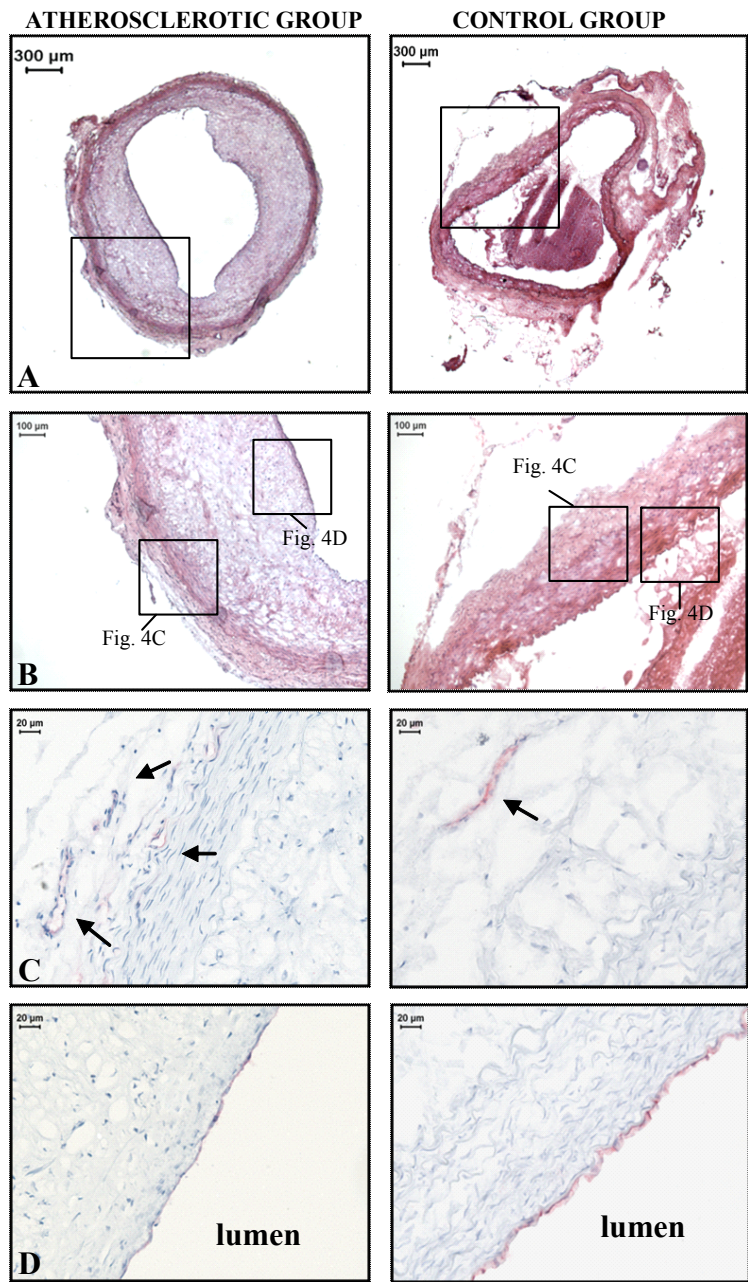 ATHEROSCLEROTIC GROUP
CONTROL GROUP
300 µm
300 µm
A
100 µm
100 µm
Fig. 4C
Fig. 4D
Fig. 4D
Fig. 4C
B
20 µm
20 µm
C
20 µm
20 µm
lumen
lumen
D